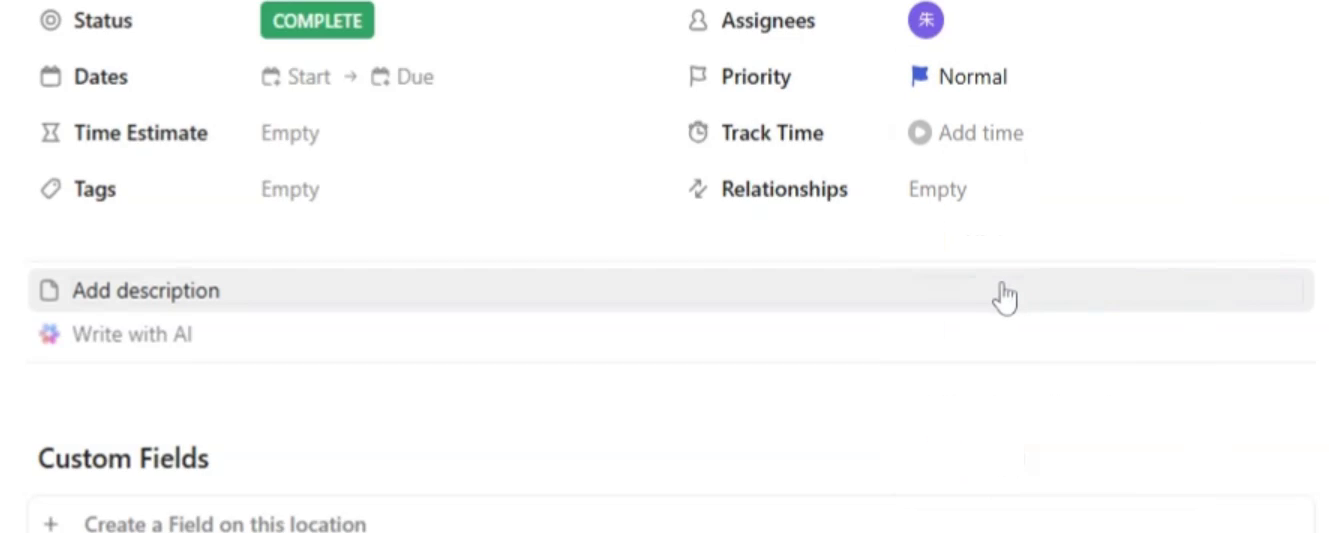 Status COMPLETE Assignees 朱
Dates Start → Due Priority Normal
Time Estimate Empty Track Time Add time
Tags Empty Relationships Empty
Add description
Write with AI
Custom Fields
+ Create a Field on this location